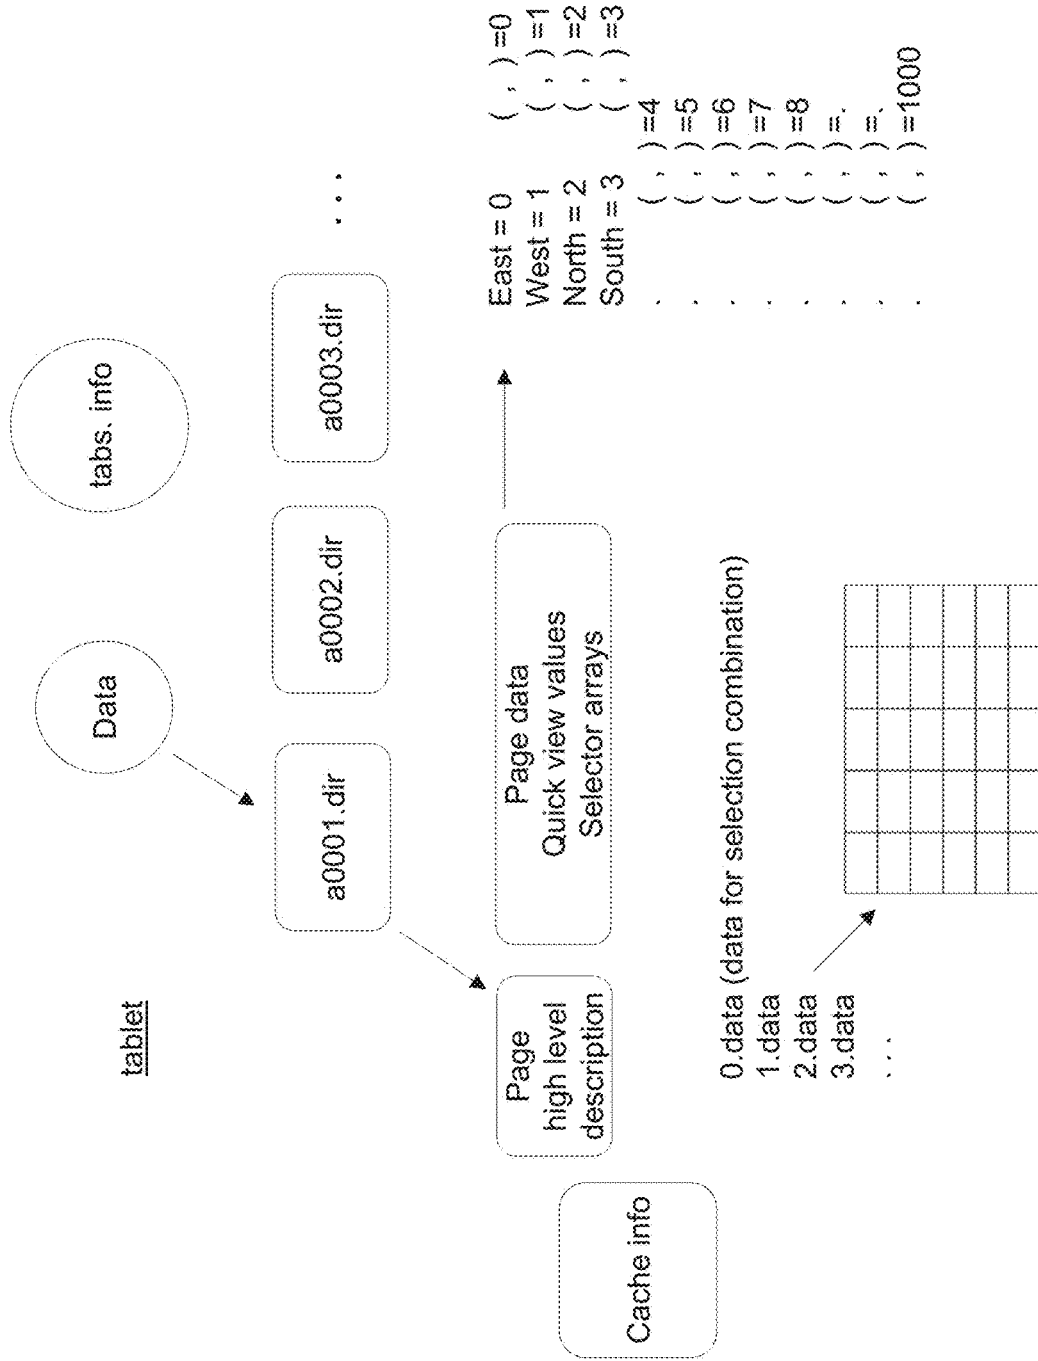 tablet
Data
tabs. info
a0001.dir
a0002.dir
a0003.dir
. . .
Page
high level
description
Page data
Quick view values
Selector arrays
East = 0 ( , ) =0
West = 1 ( , ) =1
North = 2 ( , ) =2
South = 3 ( , ) =3
. ( , ) =4
. ( , ) =5
. ( , ) =6
. ( , ) =7
. ( , ) =8
. ( , ) =.
. ( , ) =.
. ( , ) =1000
Cache info
0.data (data for selection combination)
1.data
2.data
3.data
. . .